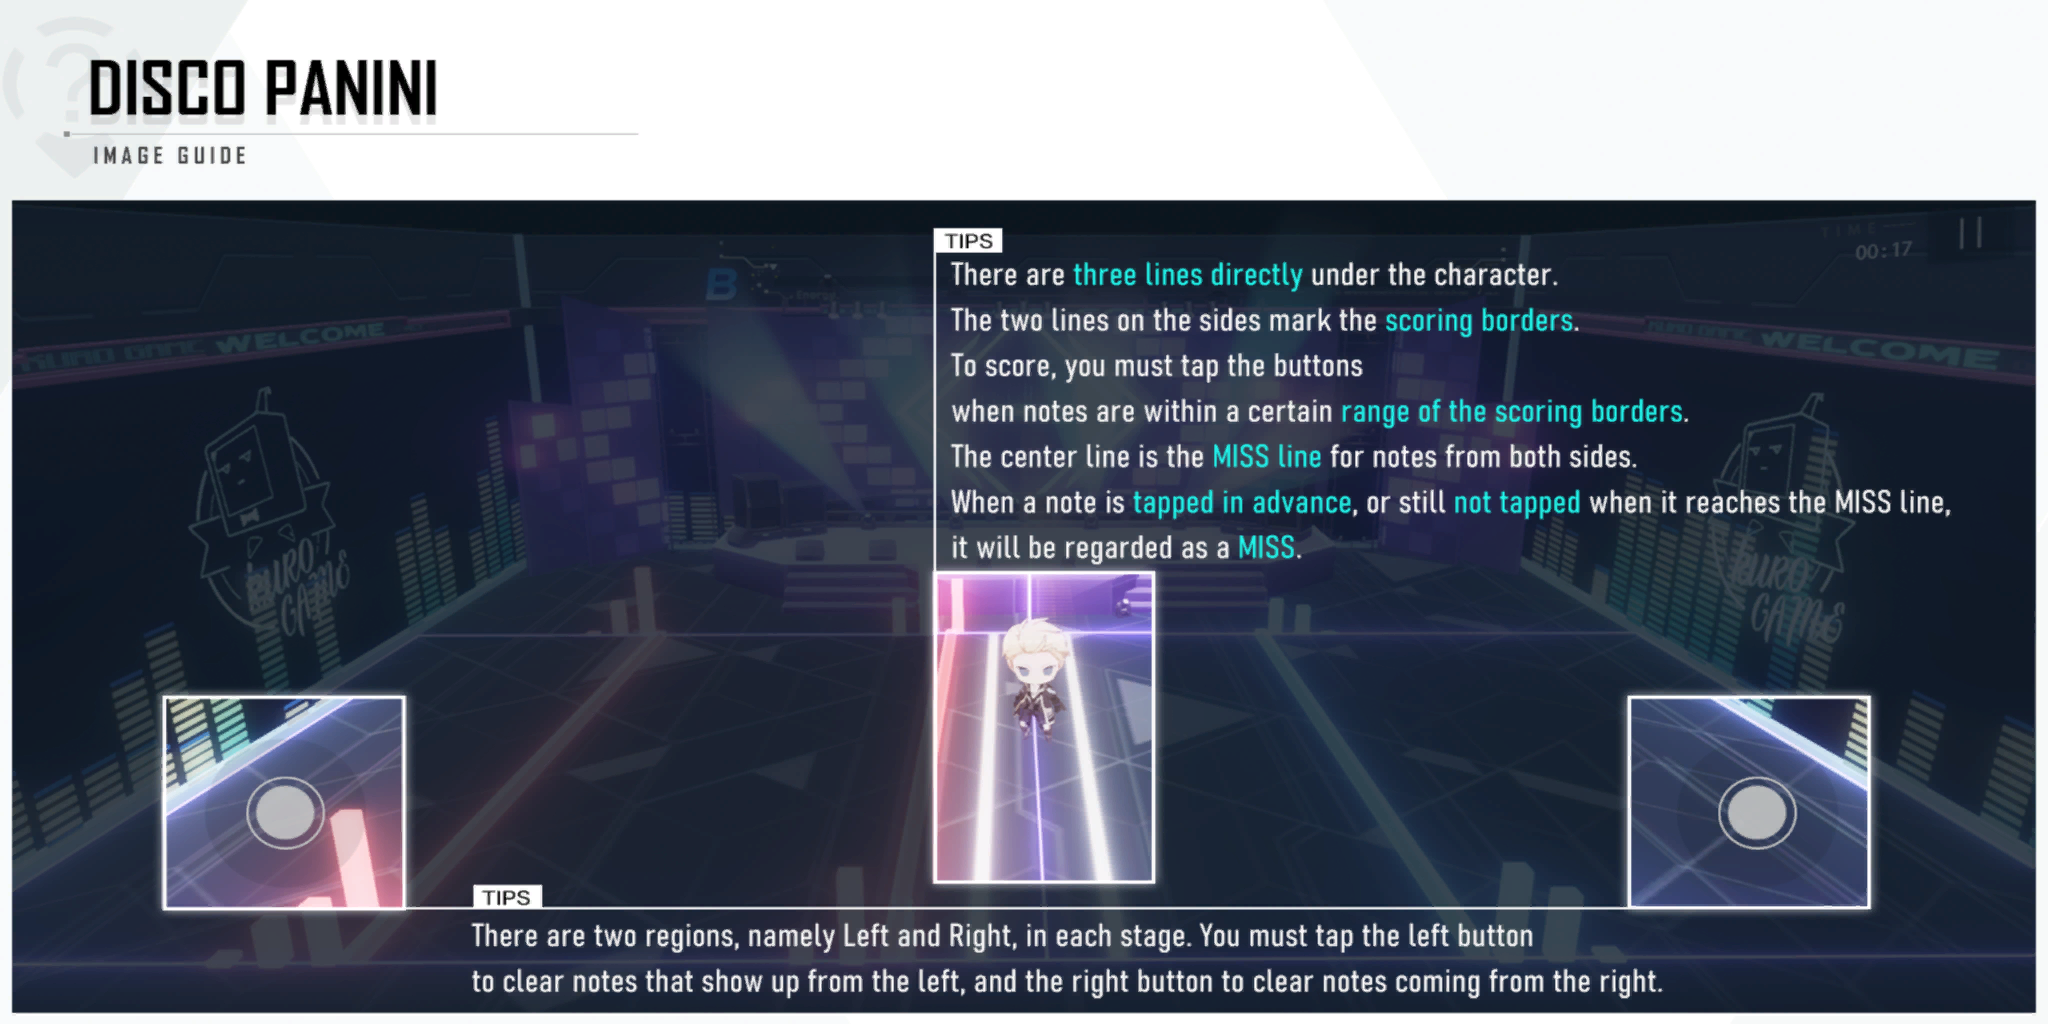 DISCO PANINI
IMAGE GUIDE
TIME
00:17
B
WELCOME
WELCOME
TIPS
There are three lines directly under the character.
The two lines on the sides mark the scoring borders.
To score, you must tap the buttons
when notes are within a certain range of the scoring borders.
The center line is the MISS line for notes from both sides.
When a note is tapped in advance, or still not tapped when it reaches the MISS line,
it will be regarded as a MISS.
KURO
GAME
KURO
GAME
TIPS
There are two regions, namely Left and Right, in each stage. You must tap the left button
to clear notes that show up from the left, and the right button to clear notes coming from the right.